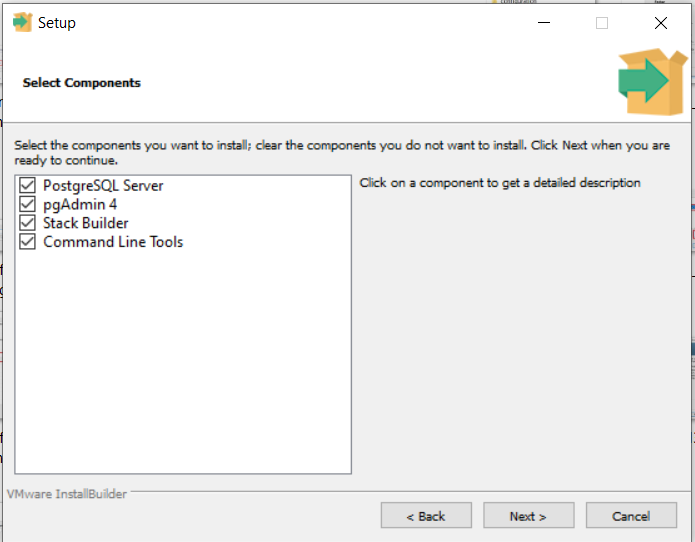 Setup
Select Components
Select the components you want to install; clear the components you do not want to install. Click Next when you are
ready to continue.
PostgreSQL Server
pgAdmin 4
Stack Builder
Command Line Tools
Click on a component to get a detailed description
VMware InstallBuilder
< Back
Next >
Cancel